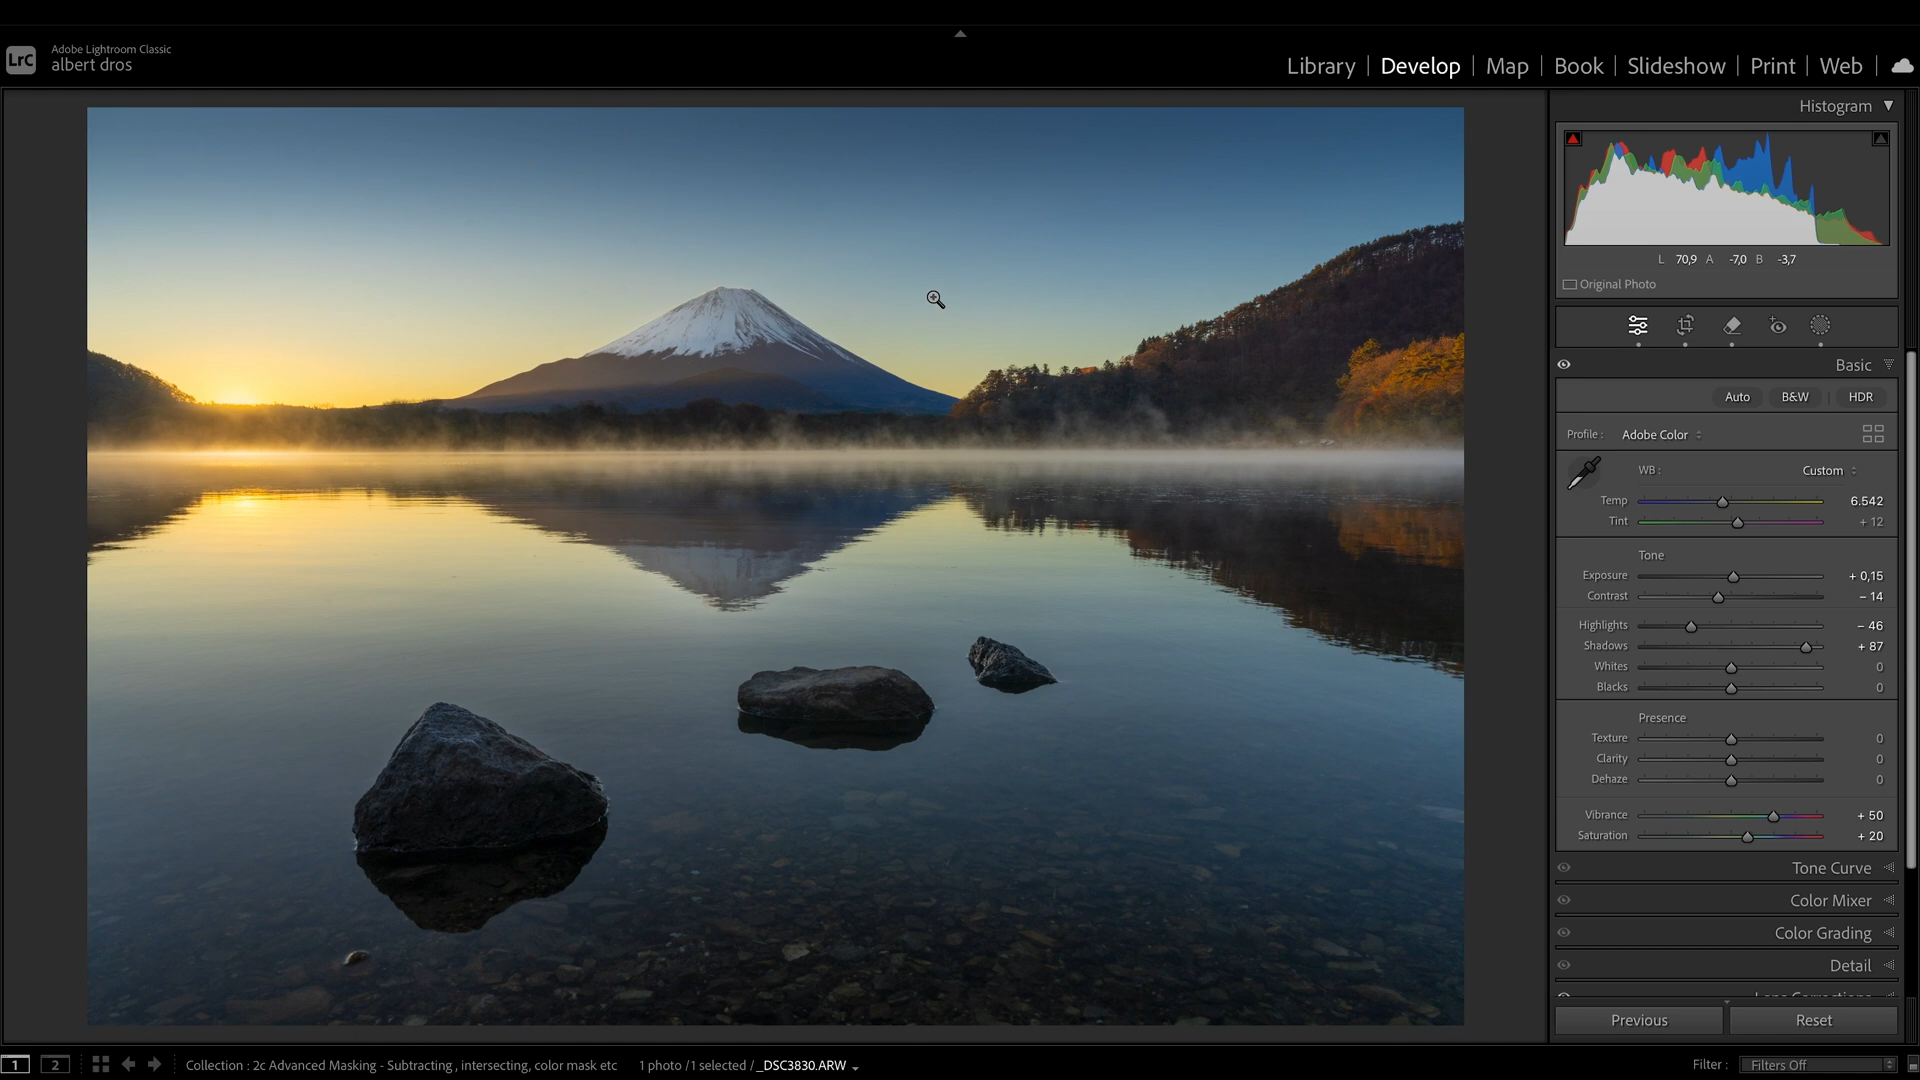 LrC
Adobe Lightroom Classic
albert dros
Library | Develop | Map | Book | Slideshow | Print | Web |
Histogram
L 70,9 A -7,0 B -3,7
Original Photo
Basic
Auto B&W | HDR
Profile : Adobe Color
WB : Custom
Temp 6.542
Tint + 12
Tone
Exposure + 0,15
Contrast – 14
Highlights – 46
Shadows + 87
Whites 0
Blacks 0
Presence
Texture 0
Clarity 0
Dehaze 0
Vibrance + 50
Saturation + 20
Tone Curve
Color Mixer
Color Grading
Detail
Lens Corrections
Previous Reset
1 2 Collection : 2c Advanced Masking - Subtracting , intersecting, color mask etc 1 photo /1 selected /_DSC3830.ARW Filter : Filters Off